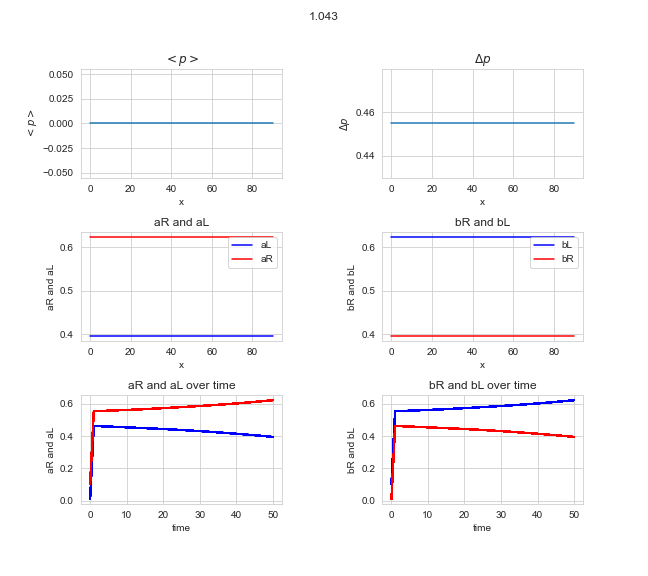 1.043
< p >
Δp
0.050
0.025
0.000
−0.025
−0.050
< p >
0 20 40 60 80
x
0.46
0.44
Δp
0 20 40 60 80
x
aR and aL
bR and bL
0.6
0.5
0.4
aR and aL
aL
aR
0 20 40 60 80
x
0.6
0.5
0.4
bR and bL
bL
bR
0 20 40 60 80
x
aR and aL over time
bR and bL over time
0.6
0.4
0.2
0.0
aR and aL
0 10 20 30 40 50
time
0.6
0.4
0.2
0.0
bR and bL
0 10 20 30 40 50
time